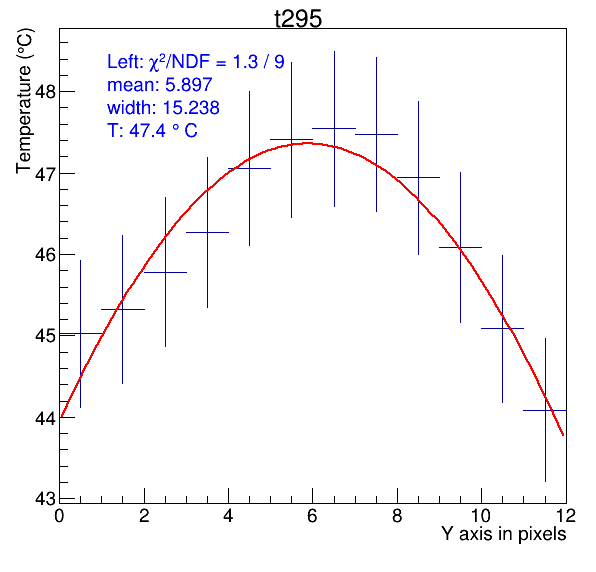 t295
Temperature (°C)
Left: χ²/NDF = 1.3 / 9
mean: 5.897
width: 15.238
T: 47.4 ° C
48
47
46
45
44
43
0 2 4 6 8 10 12
Y axis in pixels